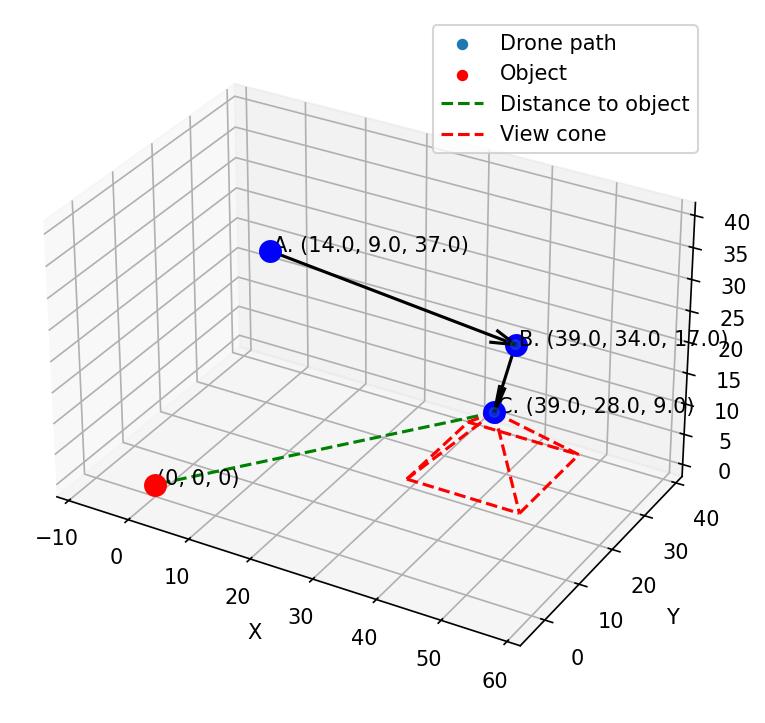 Drone path
Object
Distance to object
View cone
A. (14.0, 9.0, 37.0)
B. (39.0, 34.0, 17.0)
C. (39.0, 28.0, 9.0)
(0, 0, 0)
40
35
30
25
20
15
10
5
0
−10
0
10
20
30
40
50
60
X
0
10
20
30
40
Y